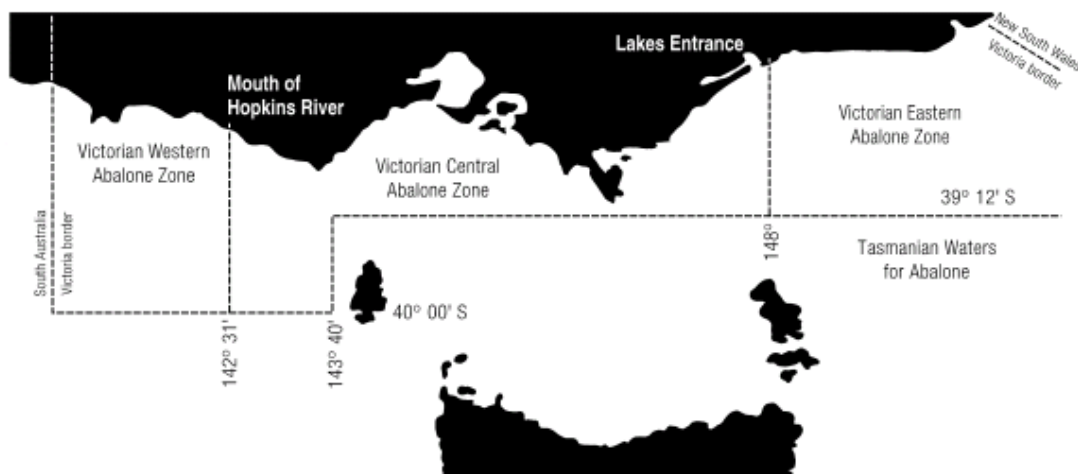 New South Wales
Victoria border
Lakes Entrance
Mouth of
Hopkins River
Victorian Eastern
Abalone Zone
Victorian Western
Abalone Zone
Victorian Central
Abalone Zone
39° 12' S
South Australia
Victoria border
148°
Tasmanian Waters
for Abalone
40° 00' S
142° 31'
143° 40'